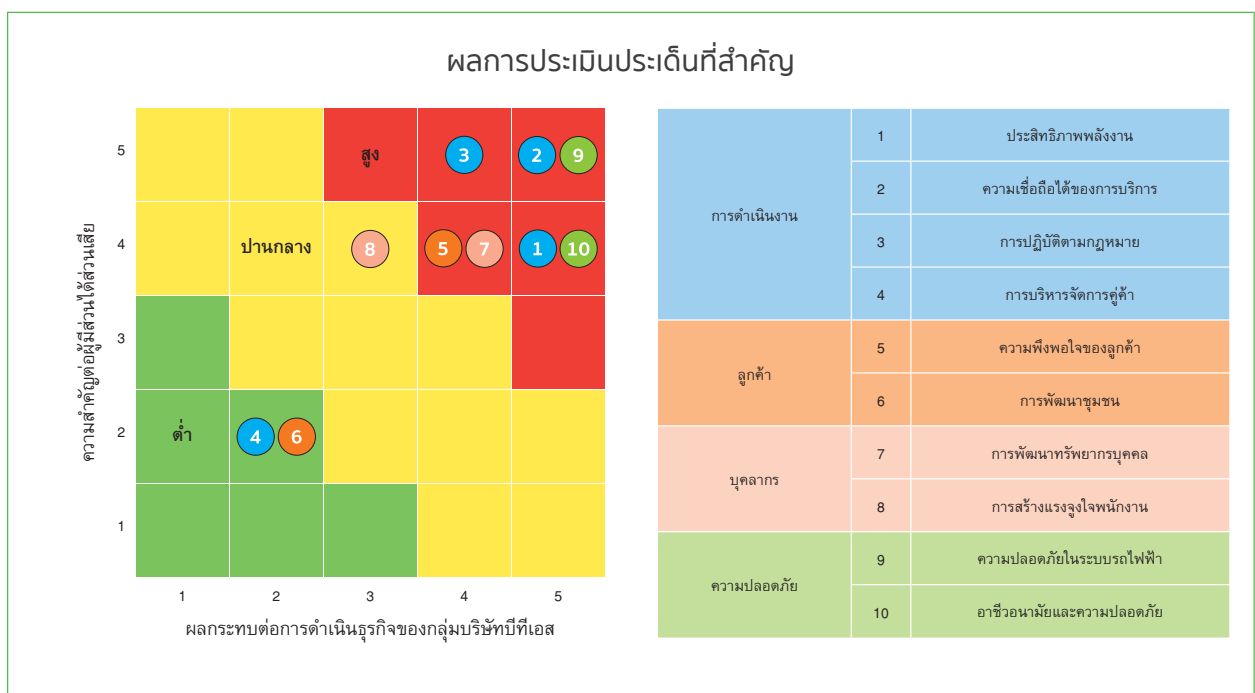 ผลการประเมินประเด็นที่สำคัญ
ความสำคัญต่อผู้มีส่วนได้ส่วนเสีย
5
สูง
3
2
9
4
ปานกลาง
8
5
7
1
10
3
2
ต่ำ
4
6
1
1
2
3
4
5
ผลกระทบต่อการดำเนินธุรกิจของกลุ่มบริษัทบีทีเอส
การดำเนินงาน
1
ประสิทธิภาพพลังงาน
2
ความเชื่อถือได้ของการบริการ
3
การปฏิบัติตามกฎหมาย
4
การบริหารจัดการคู่ค้า
ลูกค้า
5
ความพึงพอใจของลูกค้า
6
การพัฒนาชุมชน
บุคลากร
7
การพัฒนาทรัพยากรบุคคล
8
การสร้างแรงจูงใจพนักงาน
ความปลอดภัย
9
ความปลอดภัยในระบบรถไฟฟ้า
10
อาชีวอนามัยและความปลอดภัย